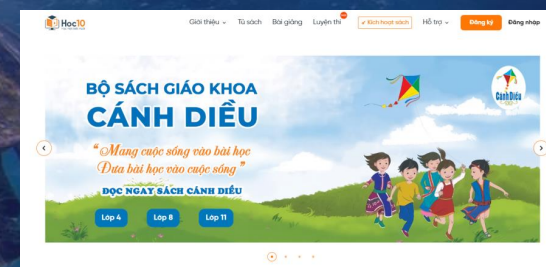 Hoc10
Giới thiệu
Tủ sách
Bài giảng
Luyện thi
Kích hoạt sách
Hỗ trợ
Đăng ký
Đăng nhập
BỘ SÁCH GIÁO KHOA
CÁNH DIỀU
“ Mang cuộc sống vào bài học
Đưa bài học vào cuộc sống ”
ĐỌC NGAY SÁCH CÁNH DIỀU
Lớp 4
Lớp 8
Lớp 11
Cánh Diều